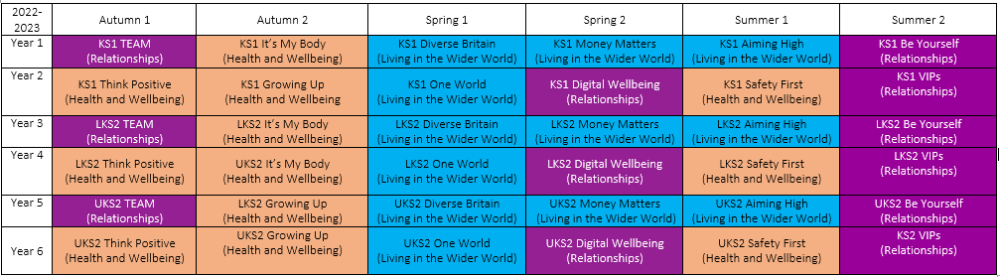 2022-
2023
Autumn 1
Autumn 2
Spring 1
Spring 2
Summer 1
Summer 2
Year 1
KS1 TEAM
(Relationships)
KS1 It's My Body
(Health and Wellbeing)
KS1 Diverse Britain
(Living in the Wider World)
KS1 Money Matters
(Living in the Wider World)
KS1 Aiming High
(Living in the Wider World)
KS1 Be Yourself
(Relationships)
Year 2
KS1 Think Positive
(Health and Wellbeing)
KS1 Growing Up
(Health and Wellbeing
KS1 One World
(Living in the Wider World)
KS1 Digital Wellbeing
(Relationships)
KS1 Safety First
(Health and Wellbeing)
KS1 VIPs
(Relationships)
Year 3
LKS2 TEAM
(Relationships)
LKS2 It's My Body
(Health and Wellbeing)
LKS2 Diverse Britain
(Living in the Wider World)
LKS2 Money Matters
(Living in the Wider World)
LKS2 Aiming High
(Living in the Wider World)
LKS2 Be Yourself
(Relationships)
Year 4
LKS2 Think Positive
(Health and Wellbeing)
UKS2 It's My Body
(Health and Wellbeing)
LKS2 One World
(Living in the Wider World)
LKS2 Digital Wellbeing
(Relationships)
LKS2 Safety First
(Health and Wellbeing)
LKS2 VIPs
(Relationships)
Year 5
UKS2 TEAM
(Relationships)
LKS2 Growing Up
(Health and Wellbeing)
UKS2 Diverse Britain
(Living in the Wider World)
UKS2 Money Matters
(Living in the Wider World)
UKS2 Aiming High
(Living in the Wider World)
UKS2 Be Yourself
(Relationships)
Year 6
UKS2 Think Positive
(Health and Wellbeing)
UKS2 Growing Up
(Health and Wellbeing)
UKS2 One World
(Living in the Wider World)
UKS2 Digital Wellbeing
(Relationships)
UKS2 Safety First
(Health and Wellbeing)
KS2 VIPs
(Relationships)